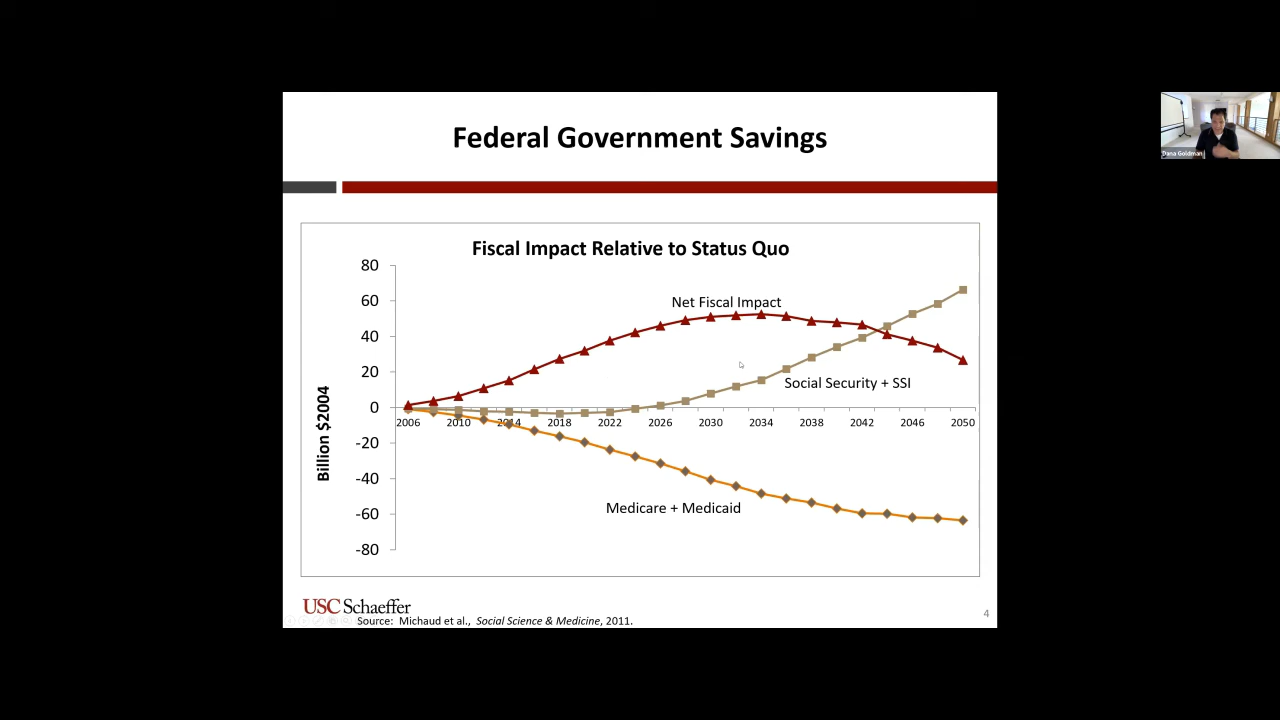 Federal Government Savings
Dana Goldman
Fiscal Impact Relative to Status Quo
80
60
40
20
0
-20
-40
-60
-80
Billion $2004
Net Fiscal Impact
Social Security + SSI
2006 2010 2014 2018 2022 2026 2030 2034 2038 2042 2046 2050
Medicare + Medicaid
USC Schaeffer
4
Source: Michaud et al., Social Science & Medicine, 2011.